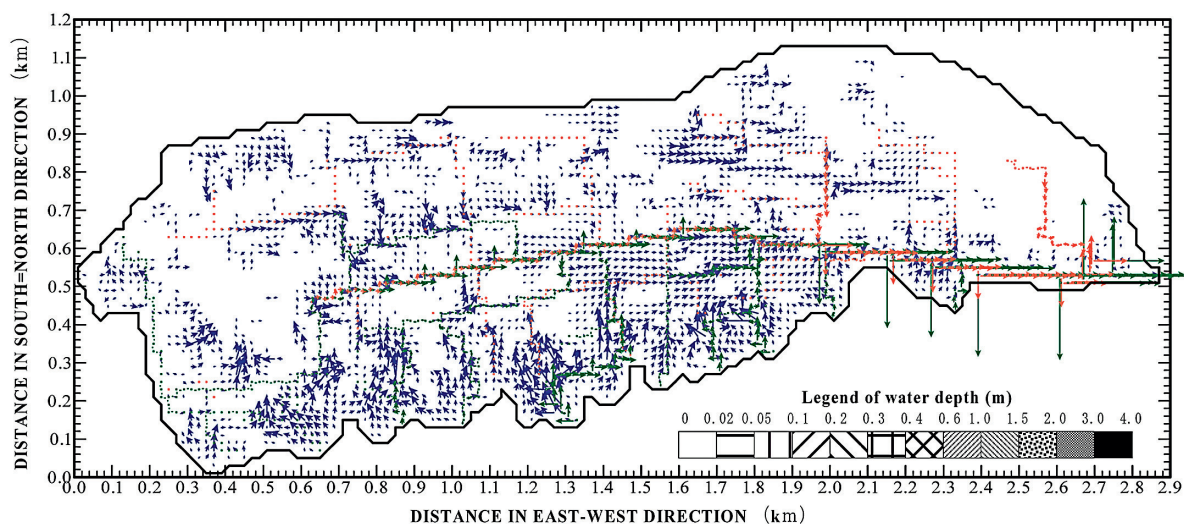 DISTANCE IN SOUTH=NORTH DIRECTION (km)
1.2
1.1
1.0
0.9
0.8
0.7
0.6
0.5
0.4
0.3
0.2
0.1
0.0
Legend of water depth (m)
0 0.02 0.05 0.1 0.2 0.3 0.4 0.6 1.0 1.5 2.0 3.0 4.0
0.0 0.1 0.2 0.3 0.4 0.5 0.6 0.7 0.8 0.9 1.0 1.1 1.2 1.3 1.4 1.5 1.6 1.7 1.8 1.9 2.0 2.1 2.2 2.3 2.4 2.5 2.6 2.7 2.8 2.9
DISTANCE IN EAST-WEST DIRECTION (km)